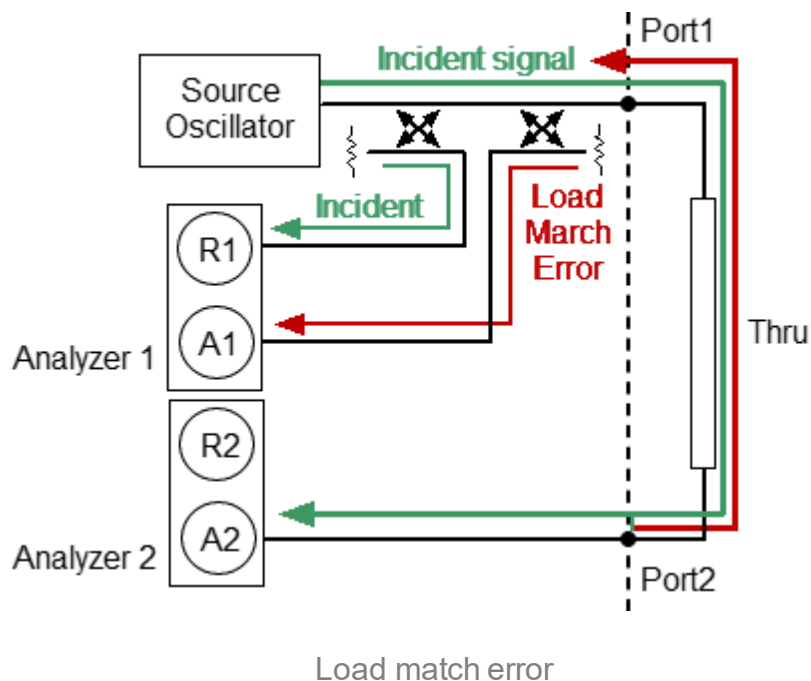 Port1
Incident signal
Source
Oscillator
Incident
Load
March
Error
R1
A1
Analyzer 1
Thru
R2
A2
Analyzer 2
Port2
Load match error